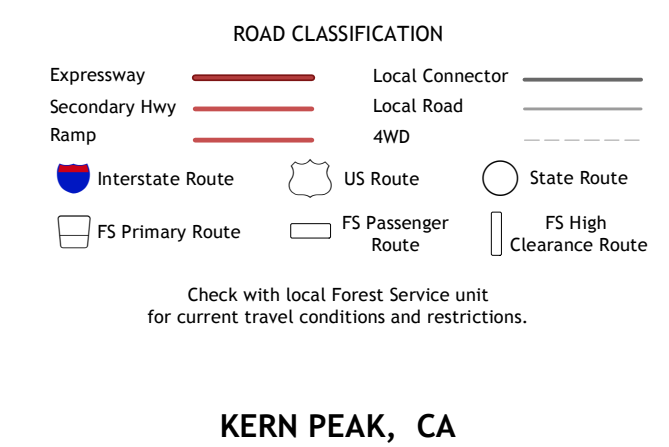 ROAD CLASSIFICATION
Expressway
Local Connector
Secondary Hwy
Local Road
Ramp
4WD
Interstate Route
US Route
State Route
FS Primary Route
FS Passenger
Route
FS High
Clearance Route
Check with local Forest Service unit
for current travel conditions and restrictions.
KERN PEAK, CA